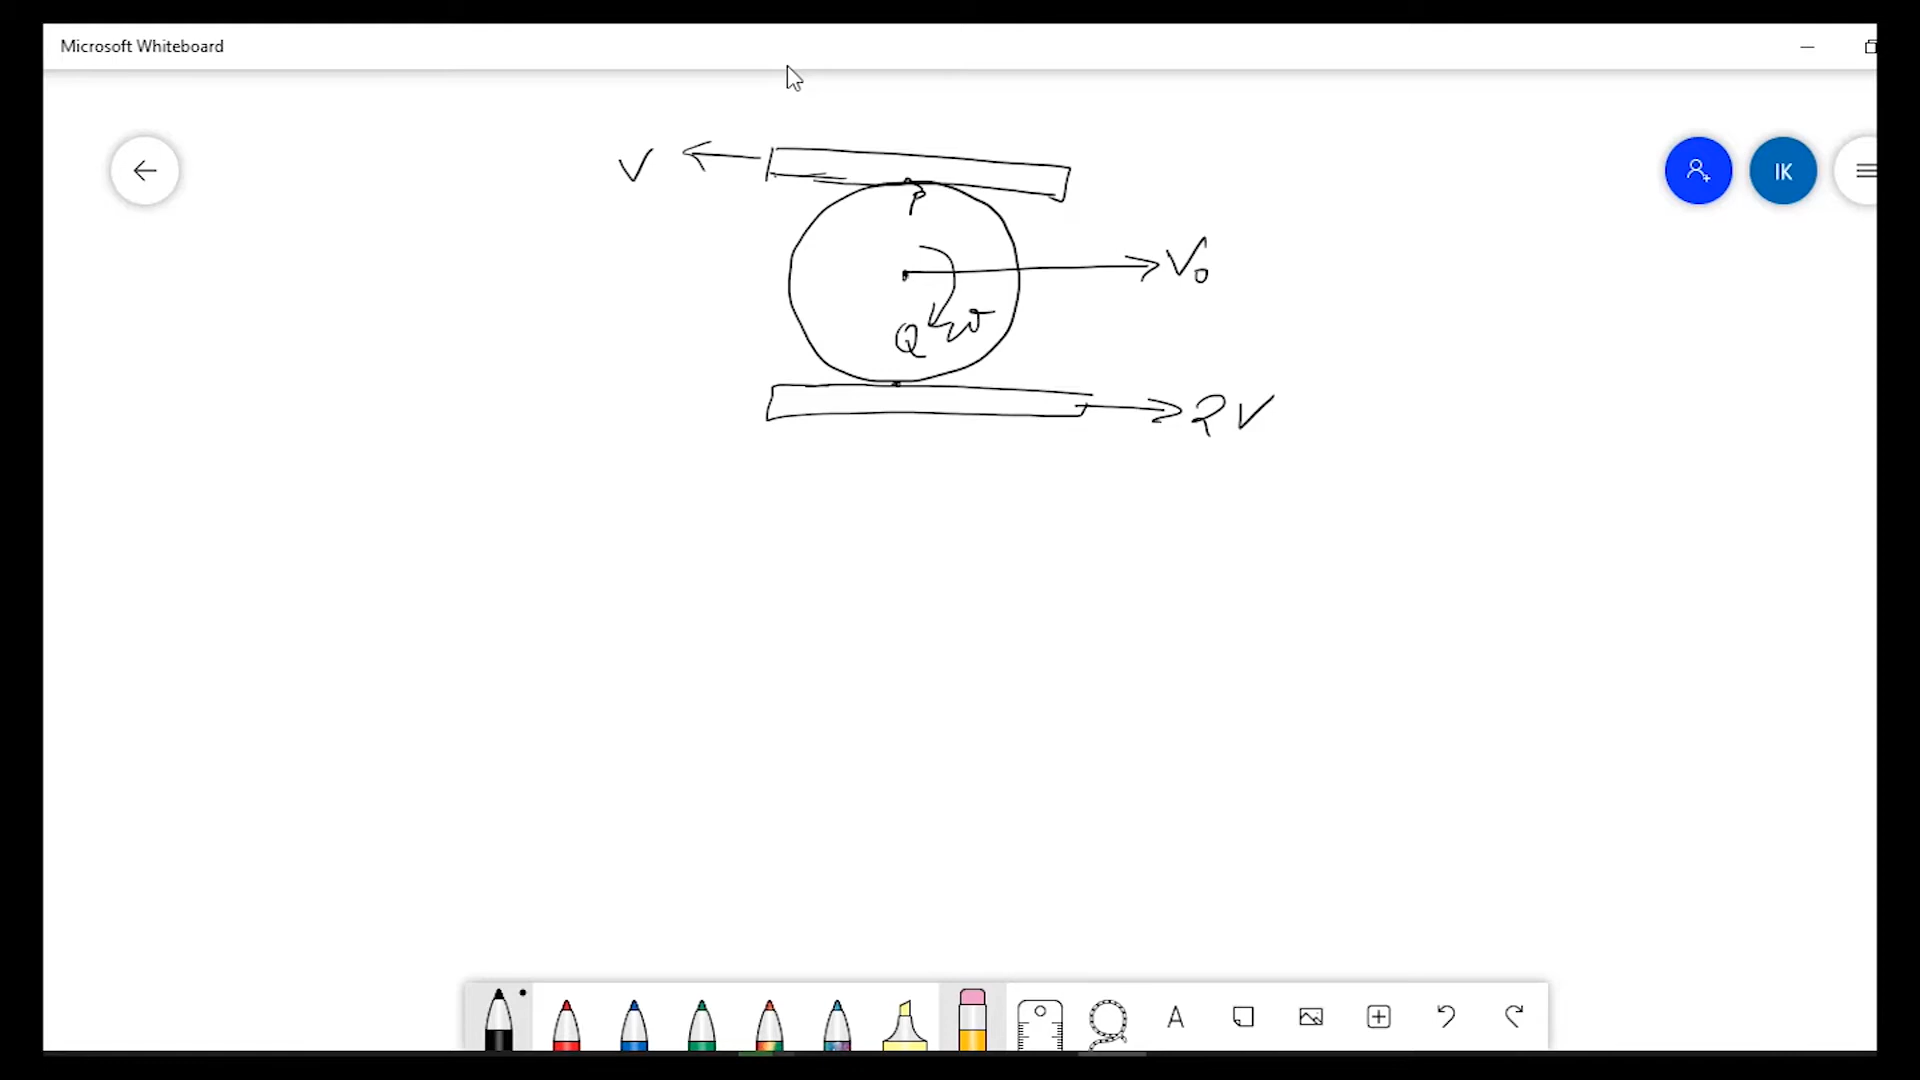 Microsoft Whiteboard
V
P
V₀
Q ω
2V
IK
A